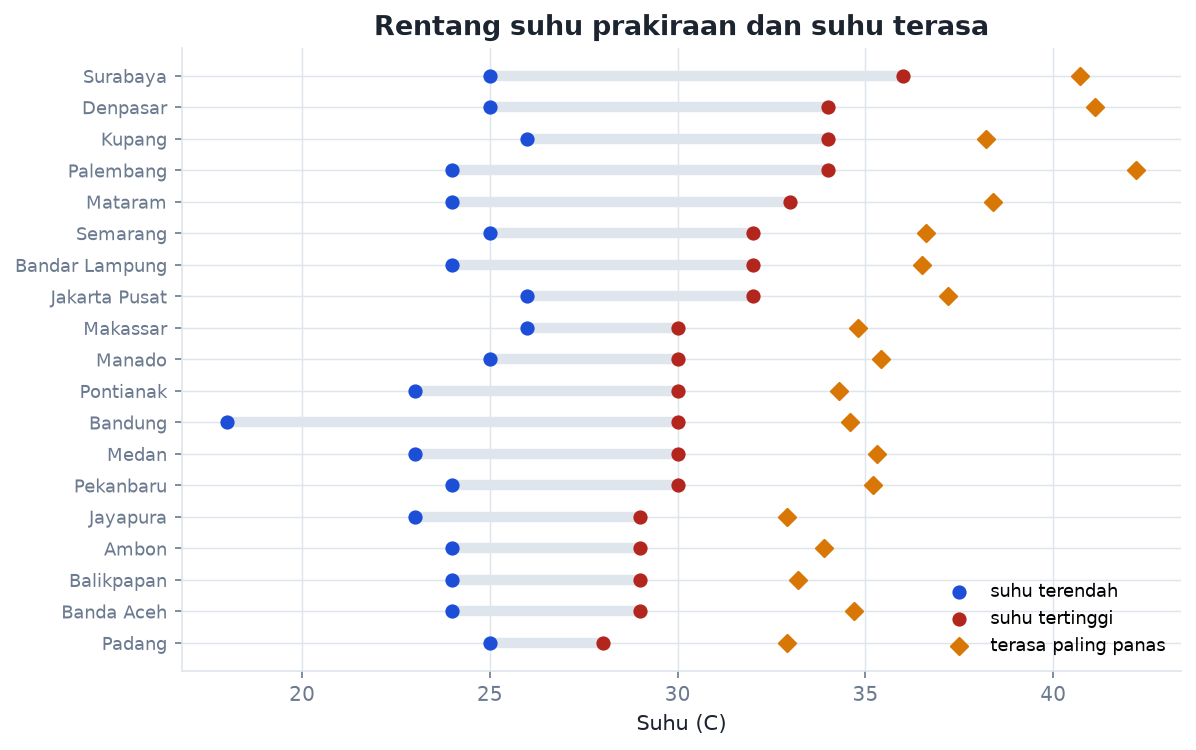 Rentang suhu prakiraan dan suhu terasa
Surabaya
Denpasar
Kupang
Palembang
Mataram
Semarang
Bandar Lampung
Jakarta Pusat
Makassar
Manado
Pontianak
Bandung
Medan
Pekanbaru
Jayapura
Ambon
Balikpapan
Banda Aceh
Padang
suhu terendah
suhu tertinggi
terasa paling panas
20 25 30 35 40
Suhu (C)